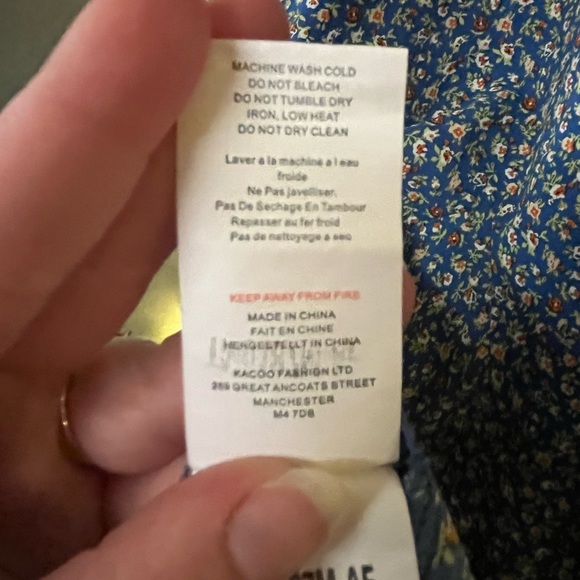 MACHINE WASH COLD
DO NOT BLEACH
DO NOT TUMBLE DRY
IRON, LOW HEAT
DO NOT DRY CLEAN
Laver a la machine a l eau
froide
Ne Pas javelliser.
Pas De Sechage En Tambour
Repasser au fer froid
Pas de nettoyage a sec
KEEP AWAY FROM FIRE
MADE IN CHINA
FAIT EN CHINE
HERGESTELLT IN CHINA
KACOO FASHION LTD
GREAT ANCOATS STREET
MANCHESTER
M4 7DB